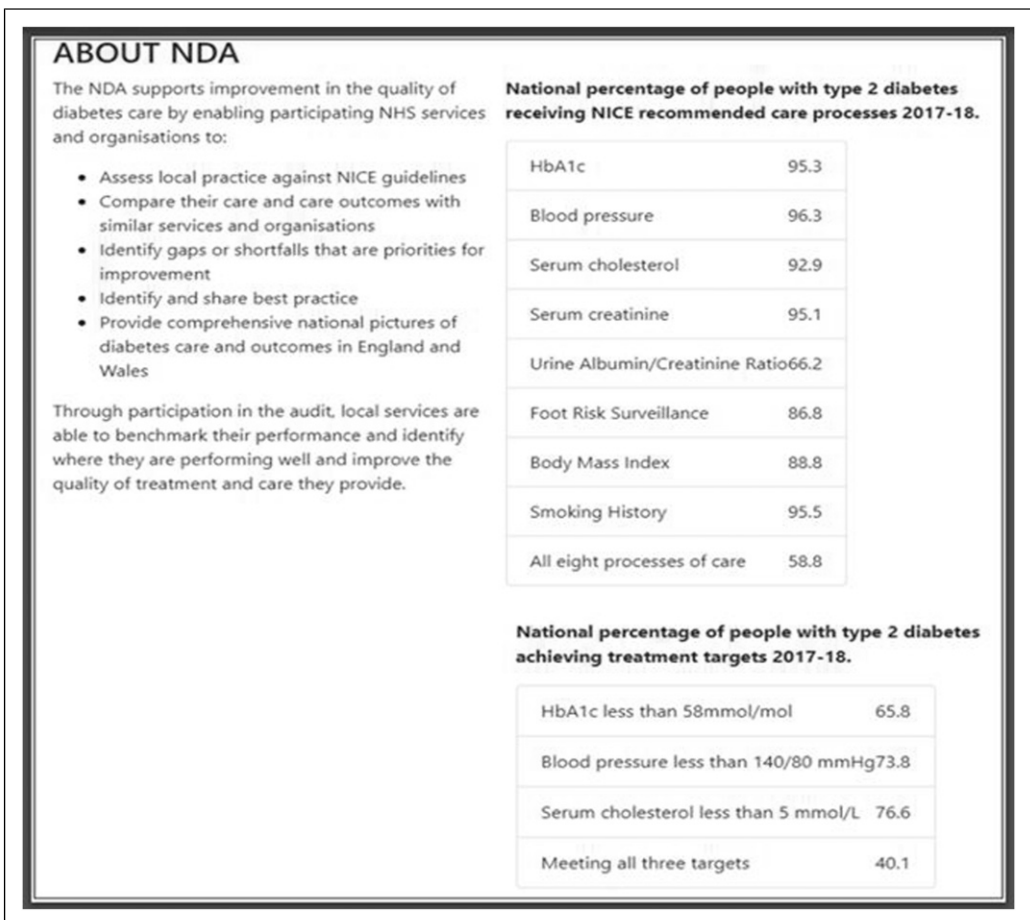 ABOUT NDA
The NDA supports improvement in the quality of
diabetes care by enabling participating NHS services
and organisations to:
• Assess local practice against NICE guidelines
• Compare their care and care outcomes with
similar services and organisations
• Identify gaps or shortfalls that are priorities for
improvement
• Identify and share best practice
• Provide comprehensive national pictures of
diabetes care and outcomes in England and
Wales
Through participation in the audit, local services are
able to benchmark their performance and identify
where they are performing well and improve the
quality of treatment and care they provide.
National percentage of people with type 2 diabetes
receiving NICE recommended care processes 2017-18.
HbA1c 95.3
Blood pressure 96.3
Serum cholesterol 92.9
Serum creatinine 95.1
Urine Albumin/Creatinine Ratio66.2
Foot Risk Surveillance 86.8
Body Mass Index 88.8
Smoking History 95.5
All eight processes of care 58.8
National percentage of people with type 2 diabetes
achieving treatment targets 2017-18.
HbA1c less than 58mmol/mol 65.8
Blood pressure less than 140/80 mmHg73.8
Serum cholesterol less than 5 mmol/L 76.6
Meeting all three targets 40.1